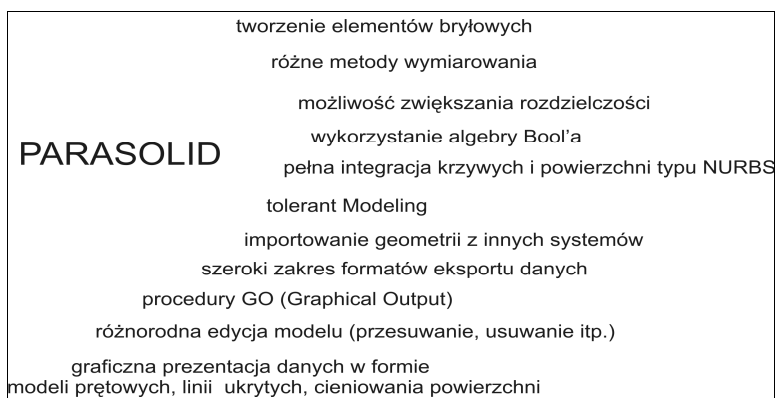 tworzenie elementów bryłowych
różne metody wymiarowania
możliwość zwiększania rozdzielczości
wykorzystanie algebry Bool’a
PARASOLID
pełna integracja krzywych i powierzchni typu NURBS
tolerant Modeling
importowanie geometrii z innych systemów
szeroki zakres formatów eksportu danych
procedury GO (Graphical Output)
różnorodna edycja modelu (przesuwanie, usuwanie itp.)
graficzna prezentacja danych w formie
modeli prętowych, linii  ukrytych, cieniowania powierzchni